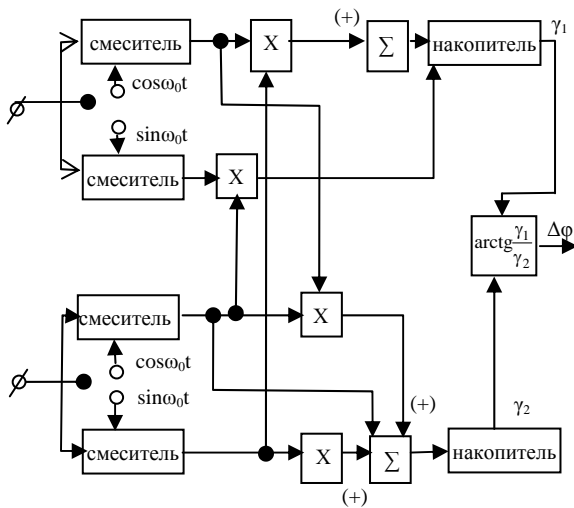 (+)
γ₁
смеситель
X
Σ
накопитель
cosω₀t
sinω₀t
смеситель
X
arctg γ₁/γ₂
Δφ
смеситель
X
cosω₀t
sinω₀t
(+)
γ₂
смеситель
X
Σ
накопитель
(+)